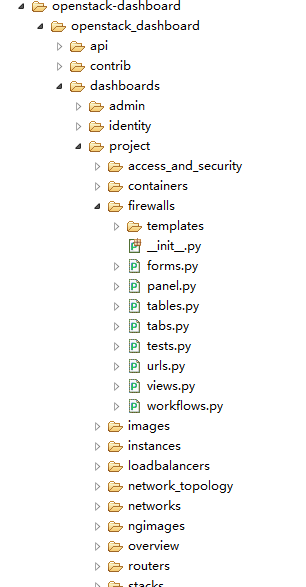 openstack-dashboard
openstack_dashboard
api
contrib
dashboards
admin
identity
project
access_and_security
containers
firewalls
templates
__init__.py
forms.py
panel.py
tables.py
tabs.py
tests.py
urls.py
views.py
workflows.py
images
instances
loadbalancers
network_topology
networks
ngimages
overview
routers
stacks